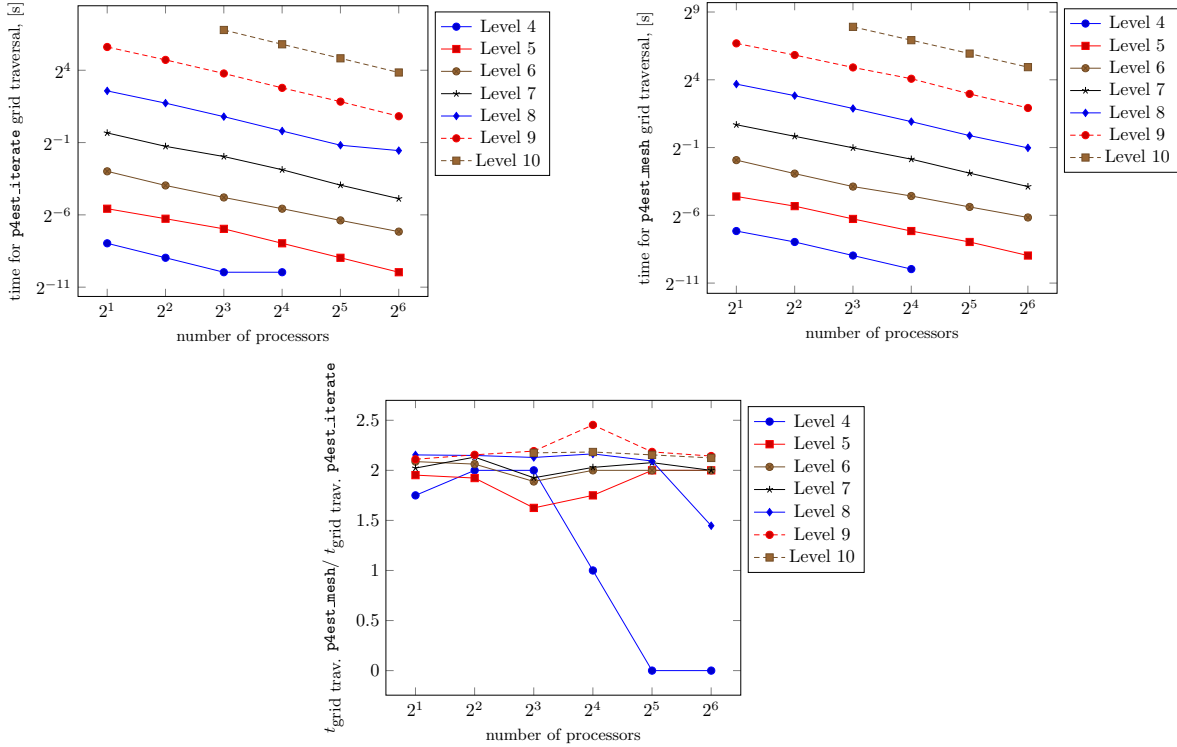 time for p4est_iterate grid traversal, [s]
2^4
2^-1
2^-6
2^-11
2^1 2^2 2^3 2^4 2^5 2^6
number of processors
Level 4
Level 5
Level 6
Level 7
Level 8
Level 9
Level 10
time for p4est_mesh grid traversal, [s]
2^9
2^4
2^-1
2^-6
2^-11
2^1 2^2 2^3 2^4 2^5 2^6
number of processors
Level 4
Level 5
Level 6
Level 7
Level 8
Level 9
Level 10
t_grid trav. p4est_mesh/ t_grid trav. p4est_iterate
2.5
2
1.5
1
0.5
0
2^1 2^2 2^3 2^4 2^5 2^6
number of processors
Level 4
Level 5
Level 6
Level 7
Level 8
Level 9
Level 10